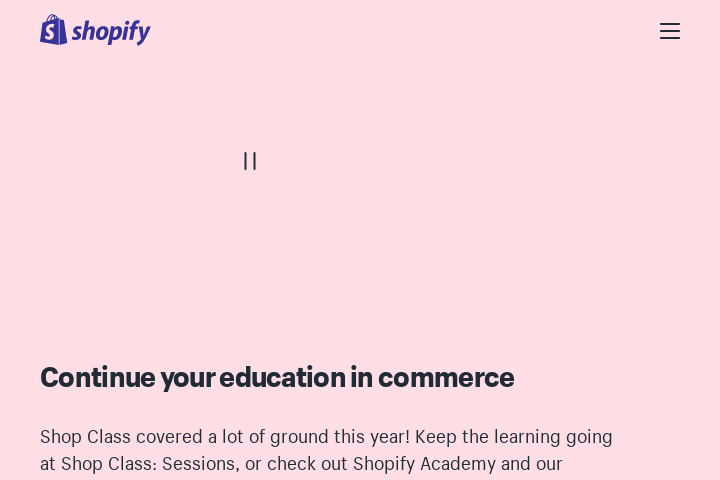 shopify
Continue your education in commerce
Shop Class covered a lot of ground this year! Keep the learning going
at Shop Class: Sessions, or check out Shopify Academy and our